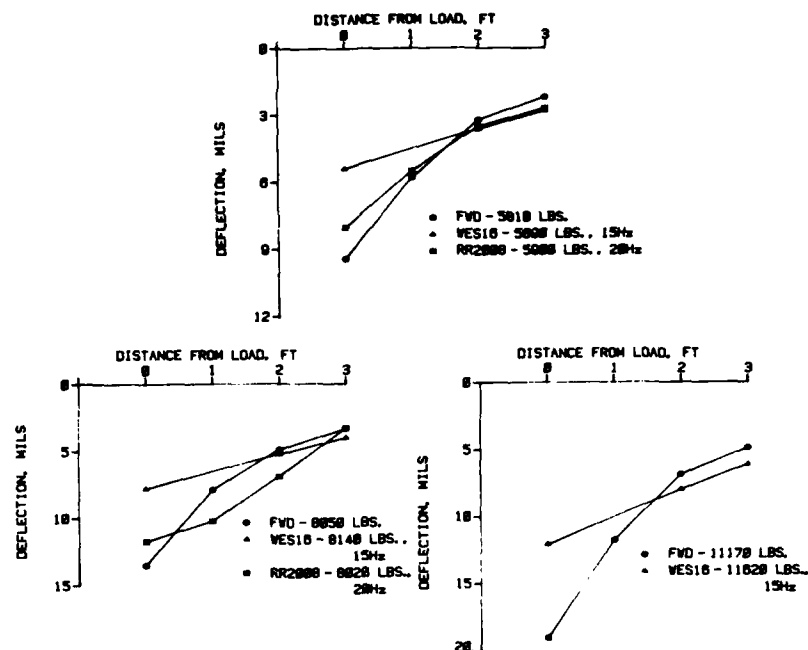 DISTANCE FROM LOAD, FT
0 1 2 3
0
3
6
9
12
DEFLECTION, MILS
FWD - 5010 LBS.
WES16 - 5000 LBS., 15Hz
RR2008 - 5000 LBS., 20Hz
DISTANCE FROM LOAD, FT
0 1 2 3
0
5
10
15
DEFLECTION, MILS
FWD - 8050 LBS.
WES16 - 8140 LBS.,
15Hz
RR2008 - 8020 LBS.,
20Hz
DISTANCE FROM LOAD, FT
0 1 2 3
0
5
10
15
20
DEFLECTION, MILS
FWD - 11170 LBS.
WES16 - 11620 LBS.,
15Hz